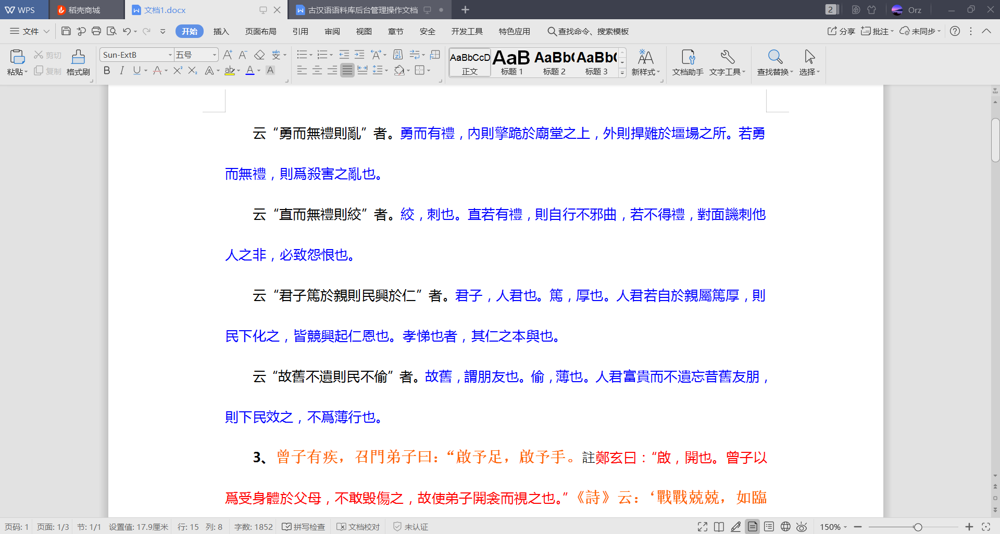 WPS 稻壳商城 文档1.docx 古汉语语料库后台管理操作文档 2 Orz
文件 开始 插入 页面布局 引用 审阅 视图 章节 安全 开发工具 特色应用 查找命令、搜索模板 分享 批注 未同步
粘贴 剪切 复制 格式刷 Sun-ExtB 五号 AaBbCcD 正文 AaB 标题 1 AaBb( 标题 2 AaBb( 标题 3 新样式 文档助手 文字工具 查找替换 选择
云“勇而無禮則亂”者。勇而有禮，內則擎跪於廟堂之上，外則捍難於壃場之所。若勇
而無禮，則爲殺害之亂也。
云“直而無禮則絞”者。絞，刺也。直若有禮，則自行不邪曲，若不得禮，對面譏刺他
人之非，必致怨恨也。
云“君子篤於親則民興於仁”者。君子，人君也。篤，厚也。人君若自於親屬篤厚，則
民下化之，皆競興起仁恩也。孝悌也者，其仁之本與也。
云“故舊不遺則民不偷”者。故舊，謂朋友也。偷，薄也。人君富貴而不遺忘昔舊友朋，
則下民效之，不爲薄行也。
3、曾子有疾，召門弟子曰：“啟予足，啟予手。註鄭玄曰：“啟，開也。曾子以
爲受身體於父母，不敢毀傷之，故使弟子開衾而視之也。”《詩》云：‘戰戰兢兢，如臨
页码: 1 页面: 1/3 节: 1/1 设置值: 17.9厘米 行: 15 列: 8 字数: 1852 拼写检查 文档校对 未认证 150%